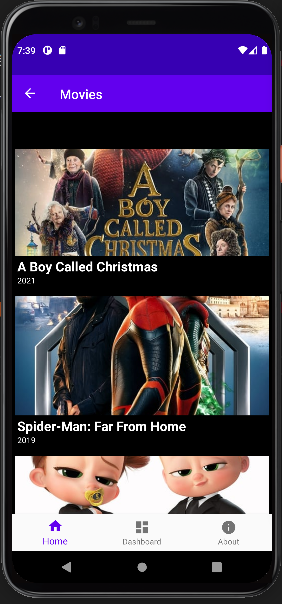 7:39
Movies
A
BOY
CALLED
CHRISTMAS
A Boy Called Christmas
2021
Spider-Man: Far From Home
2019
Home
Dashboard
About